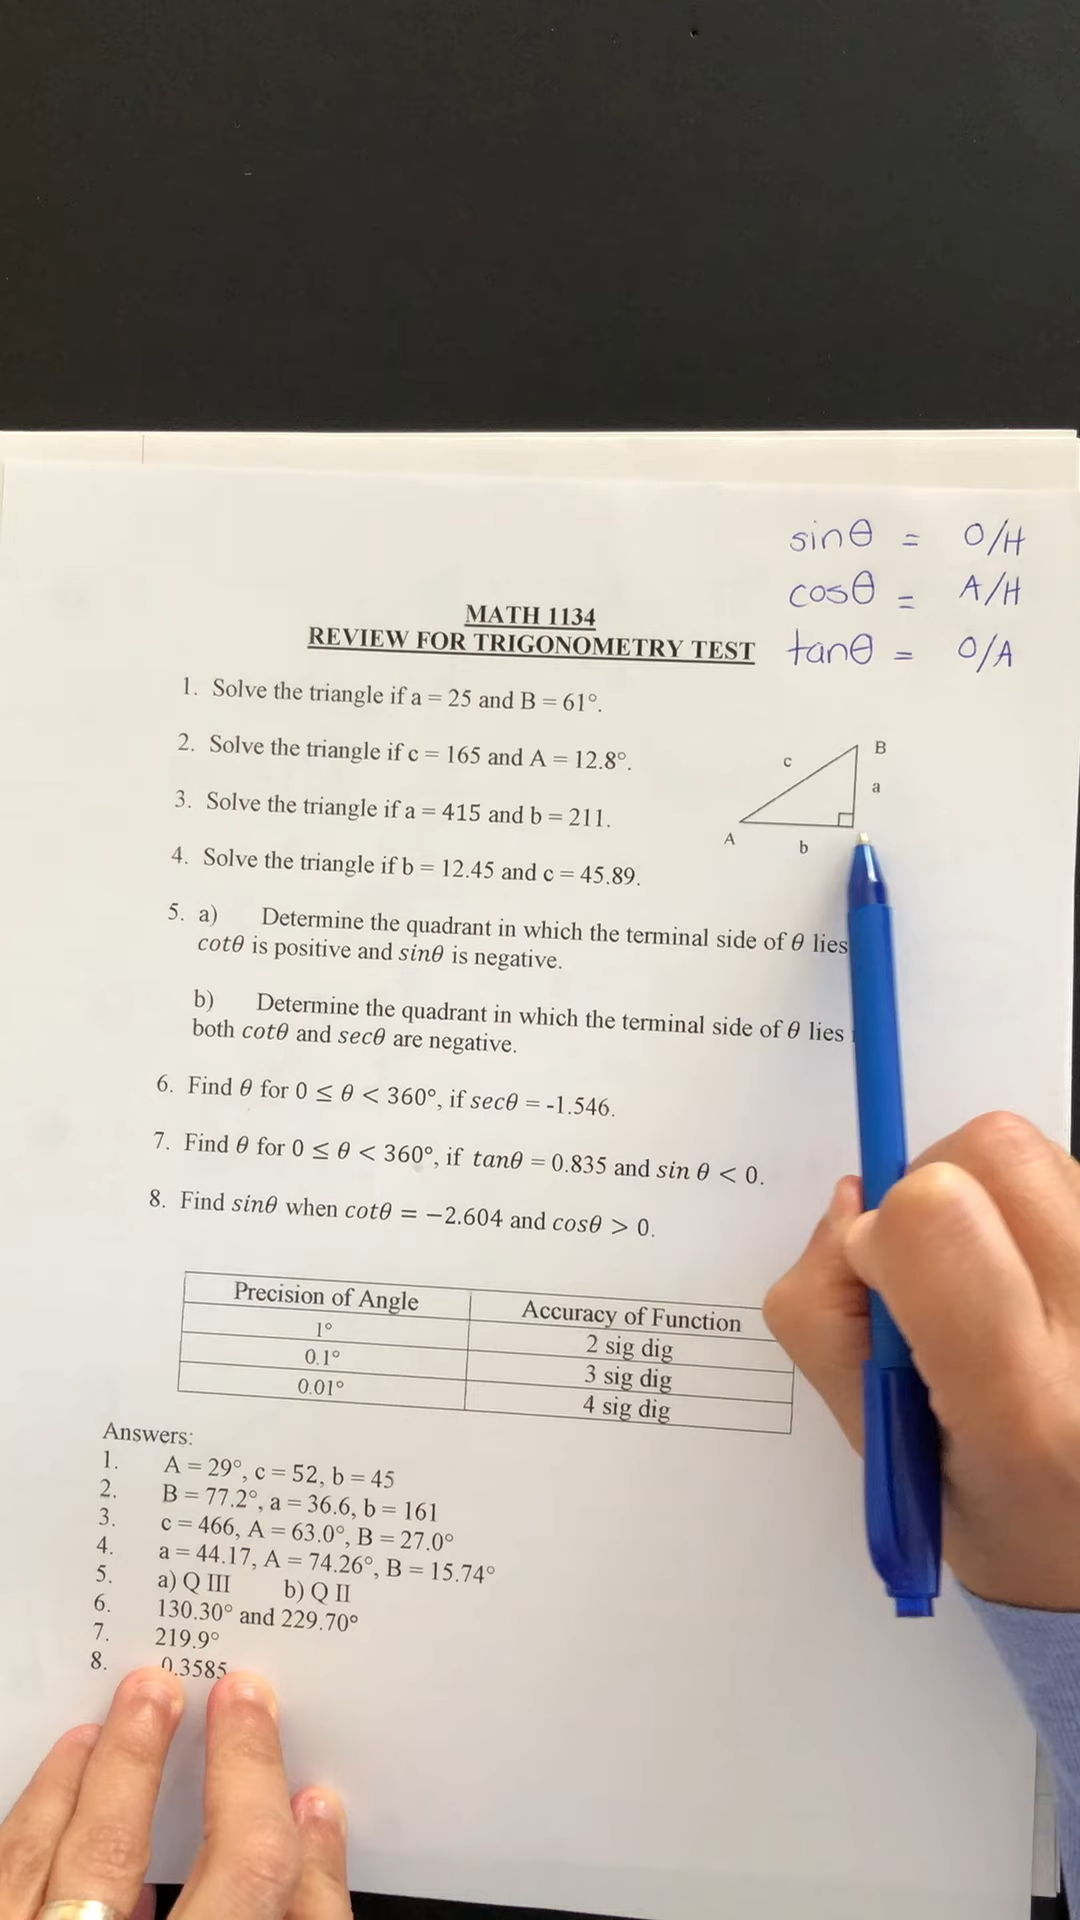 sinθ = O/H
cosθ = A/H
tanθ = O/A
MATH 1134
REVIEW FOR TRIGONOMETRY TEST
1. Solve the triangle if a = 25 and B = 61°.
2. Solve the triangle if c = 165 and A = 12.8°.
3. Solve the triangle if a = 415 and b = 211.
4. Solve the triangle if b = 12.45 and c = 45.89.
B
c
a
A
b
5. a) Determine the quadrant in which the terminal side of θ lies
cotθ is positive and sinθ is negative.
b) Determine the quadrant in which the terminal side of θ lies
both cotθ and secθ are negative.
6. Find θ for 0 ≤ θ < 360°, if secθ = -1.546.
7. Find θ for 0 ≤ θ < 360°, if tanθ = 0.835 and sin θ < 0.
8. Find sinθ when cotθ = −2.604 and cosθ > 0.
Precision of Angle Accuracy of Function
1° 2 sig dig
0.1° 3 sig dig
0.01° 4 sig dig
Answers:
1. A = 29°, c = 52, b = 45
2. B = 77.2°, a = 36.6, b = 161
3. c = 466, A = 63.0°, B = 27.0°
4. a = 44.17, A = 74.26°, B = 15.74°
5. a) Q III b) Q II
6. 130.30° and 229.70°
7. 219.9°
8. 0.3585